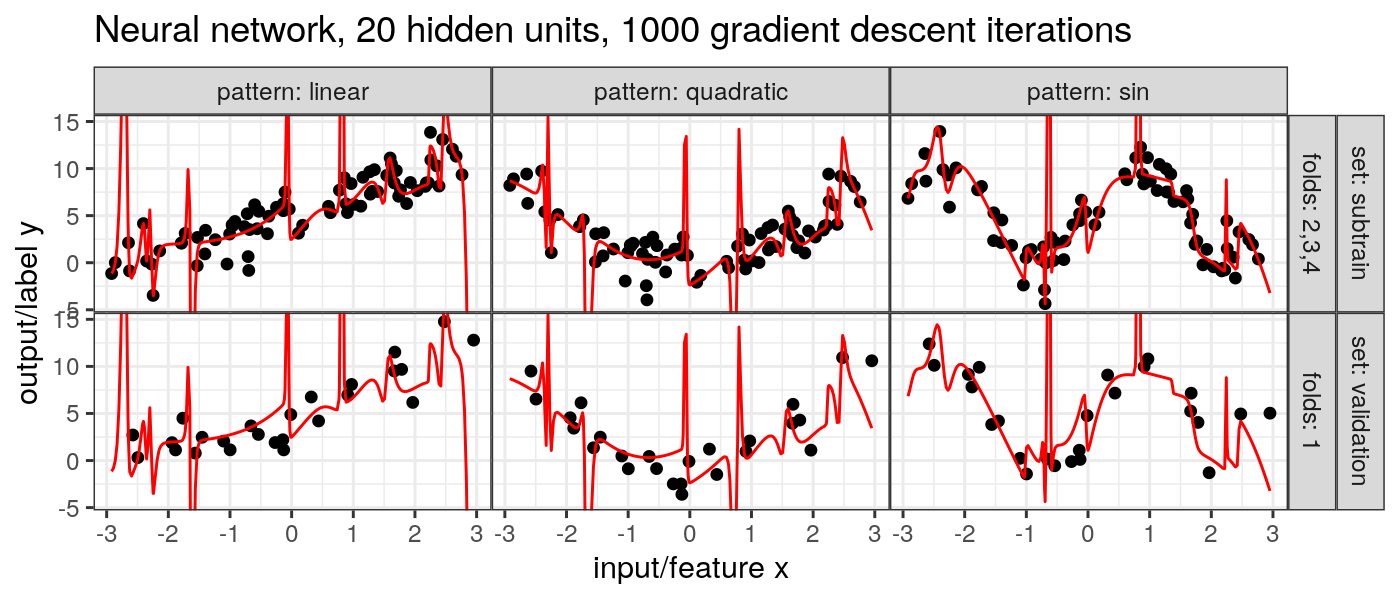 Neural network, 20 hidden units, 1000 gradient descent iterations
pattern: linear
pattern: quadratic
pattern: sin
output/label y
15
10
5
0
-5
folds: 2,3,4
set: subtrain
15
10
5
0
-5
folds: 1
set: validation
-3 -2 -1 0 1 2 3
-3 -2 -1 0 1 2 3
-3 -2 -1 0 1 2 3
input/feature x